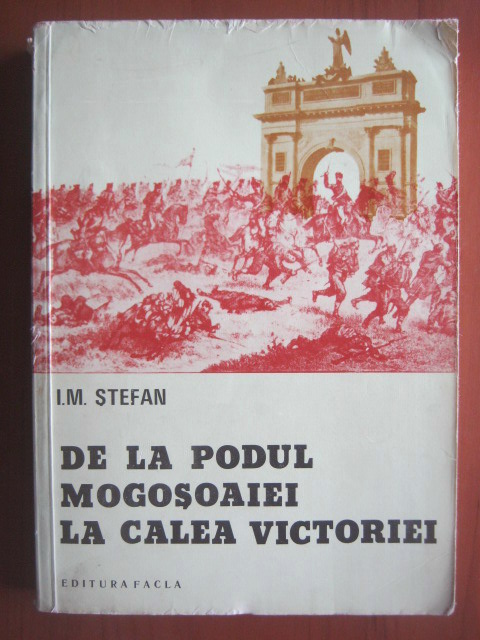 I.M. ȘTEFAN
DE LA PODUL
MOGOȘOAIEI
LA CALEA VICTORIEI
EDITURA FACLA